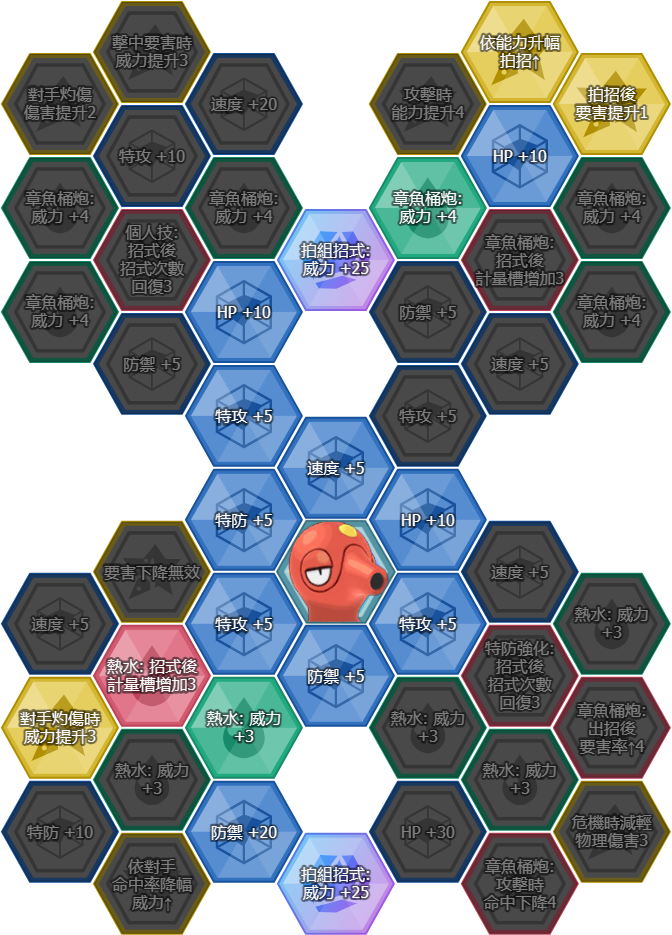 擊中要害時
威力提升3
依能力升幅
拍招↑
對手灼傷
傷害提升2
速度 +20
攻擊時
能力提升4
拍招後
要害提升1
特攻 +10
HP +10
章魚桶炮:
威力 +4
章魚桶炮:
威力 +4
章魚桶炮:
威力 +4
章魚桶炮:
威力 +4
個人技:
招式後
招式次數
回復3
拍組招式:
威力 +25
章魚桶炮:
招式後
計量槽增加3
章魚桶炮:
威力 +4
HP +10
防禦 +5
章魚桶炮:
威力 +4
防禦 +5
速度 +5
特攻 +5
特攻 +5
速度 +5
特防 +5
HP +10
要害下降無效
速度 +5
速度 +5
特攻 +5
特攻 +5
熱水: 威力
+3
熱水: 招式後
計量槽增加3
防禦 +5
特防強化:
招式後
招式次數
回復3
對手灼傷時
威力提升3
熱水: 威力
+3
熱水: 威力
+3
章魚桶炮:
出招後
要害率↑4
熱水: 威力
+3
熱水: 威力
+3
特防 +10
防禦 +20
HP +30
危機時減輕
物理傷害3
依對手
命中率降幅
威力↑
拍組招式:
威力 +25
章魚桶炮:
攻擊時
命中下降4